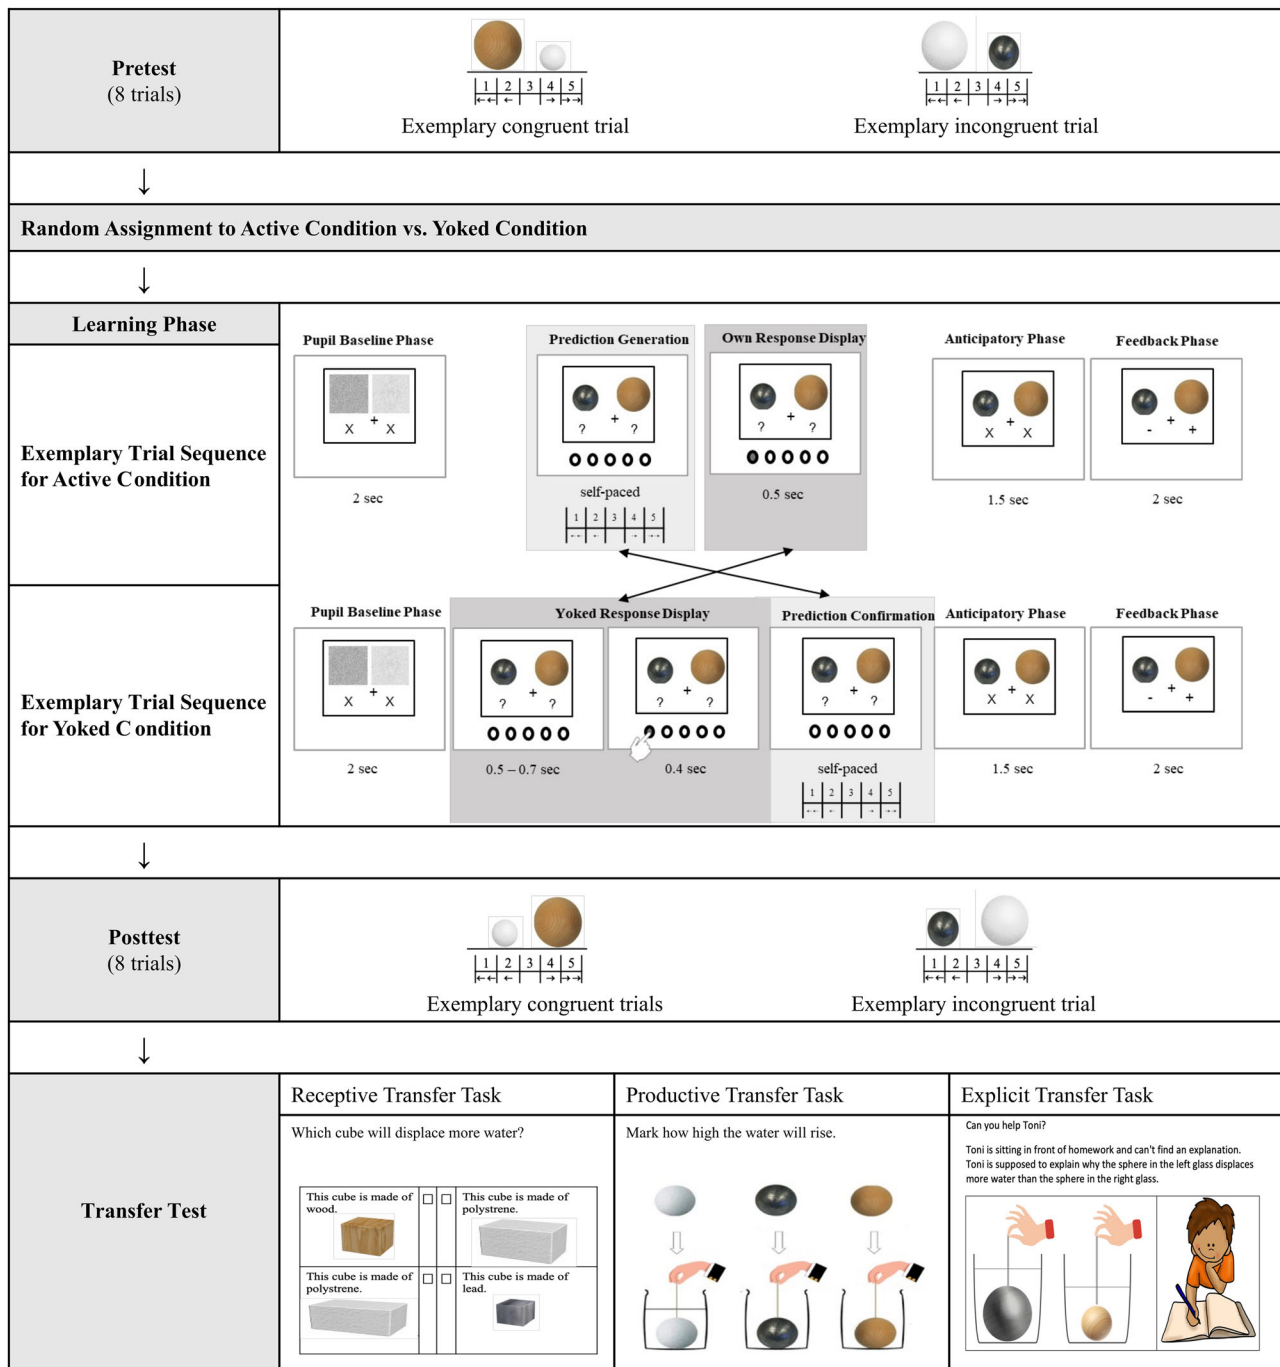 Pretest
(8 trials)
1 2 3 4 5
←← ← → →→
Exemplary congruent trial
1 2 3 4 5
←← ← → →→
Exemplary incongruent trial
↓
Random Assignment to Active Condition vs. Yoked Condition
↓
Learning Phase
Exemplary Trial Sequence
for Active Condition
Pupil Baseline Phase
X + X
2 sec
Prediction Generation
+
? ?
self-paced
1 2 3 4 5
←← ← → →→
Own Response Display
+
? ?
0.5 sec
Anticipatory Phase
+
X X
1.5 sec
Feedback Phase
+
- +
2 sec
Exemplary Trial Sequence
for Yoked Condition
Pupil Baseline Phase
X + X
2 sec
Yoked Response Display
+
? ?
0.5 – 0.7 sec
+
? ?
0.4 sec
Prediction Confirmation
+
? ?
self-paced
1 2 3 4 5
←← ← → →→
Anticipatory Phase
+
X X
1.5 sec
Feedback Phase
+
- +
2 sec
↓
Posttest
(8 trials)
1 2 3 4 5
←← ← → →→
Exemplary congruent trials
1 2 3 4 5
←← ← → →→
Exemplary incongruent trial
↓
Transfer Test
Receptive Transfer Task
Which cube will displace more water?
This cube is made of
wood.
This cube is made of
polystrene.
This cube is made of
polystrene.
This cube is made of
lead.
Productive Transfer Task
Mark how high the water will rise.
Explicit Transfer Task
Can you help Toni?
Toni is sitting in front of homework and can't find an explanation.
Toni is supposed to explain why the sphere in the left glass displaces
more water than the sphere in the right glass.